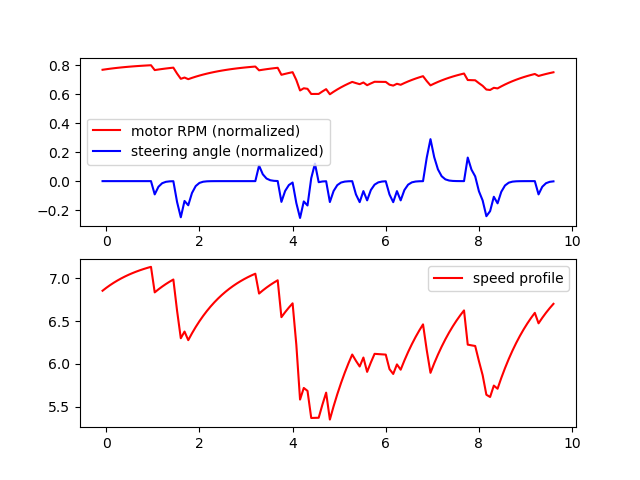 0.8
0.6
0.4
0.2
0.0
−0.2
motor RPM (normalized)
steering angle (normalized)
0 2 4 6 8 10
7.0
6.5
6.0
5.5
speed profile
0 2 4 6 8 10